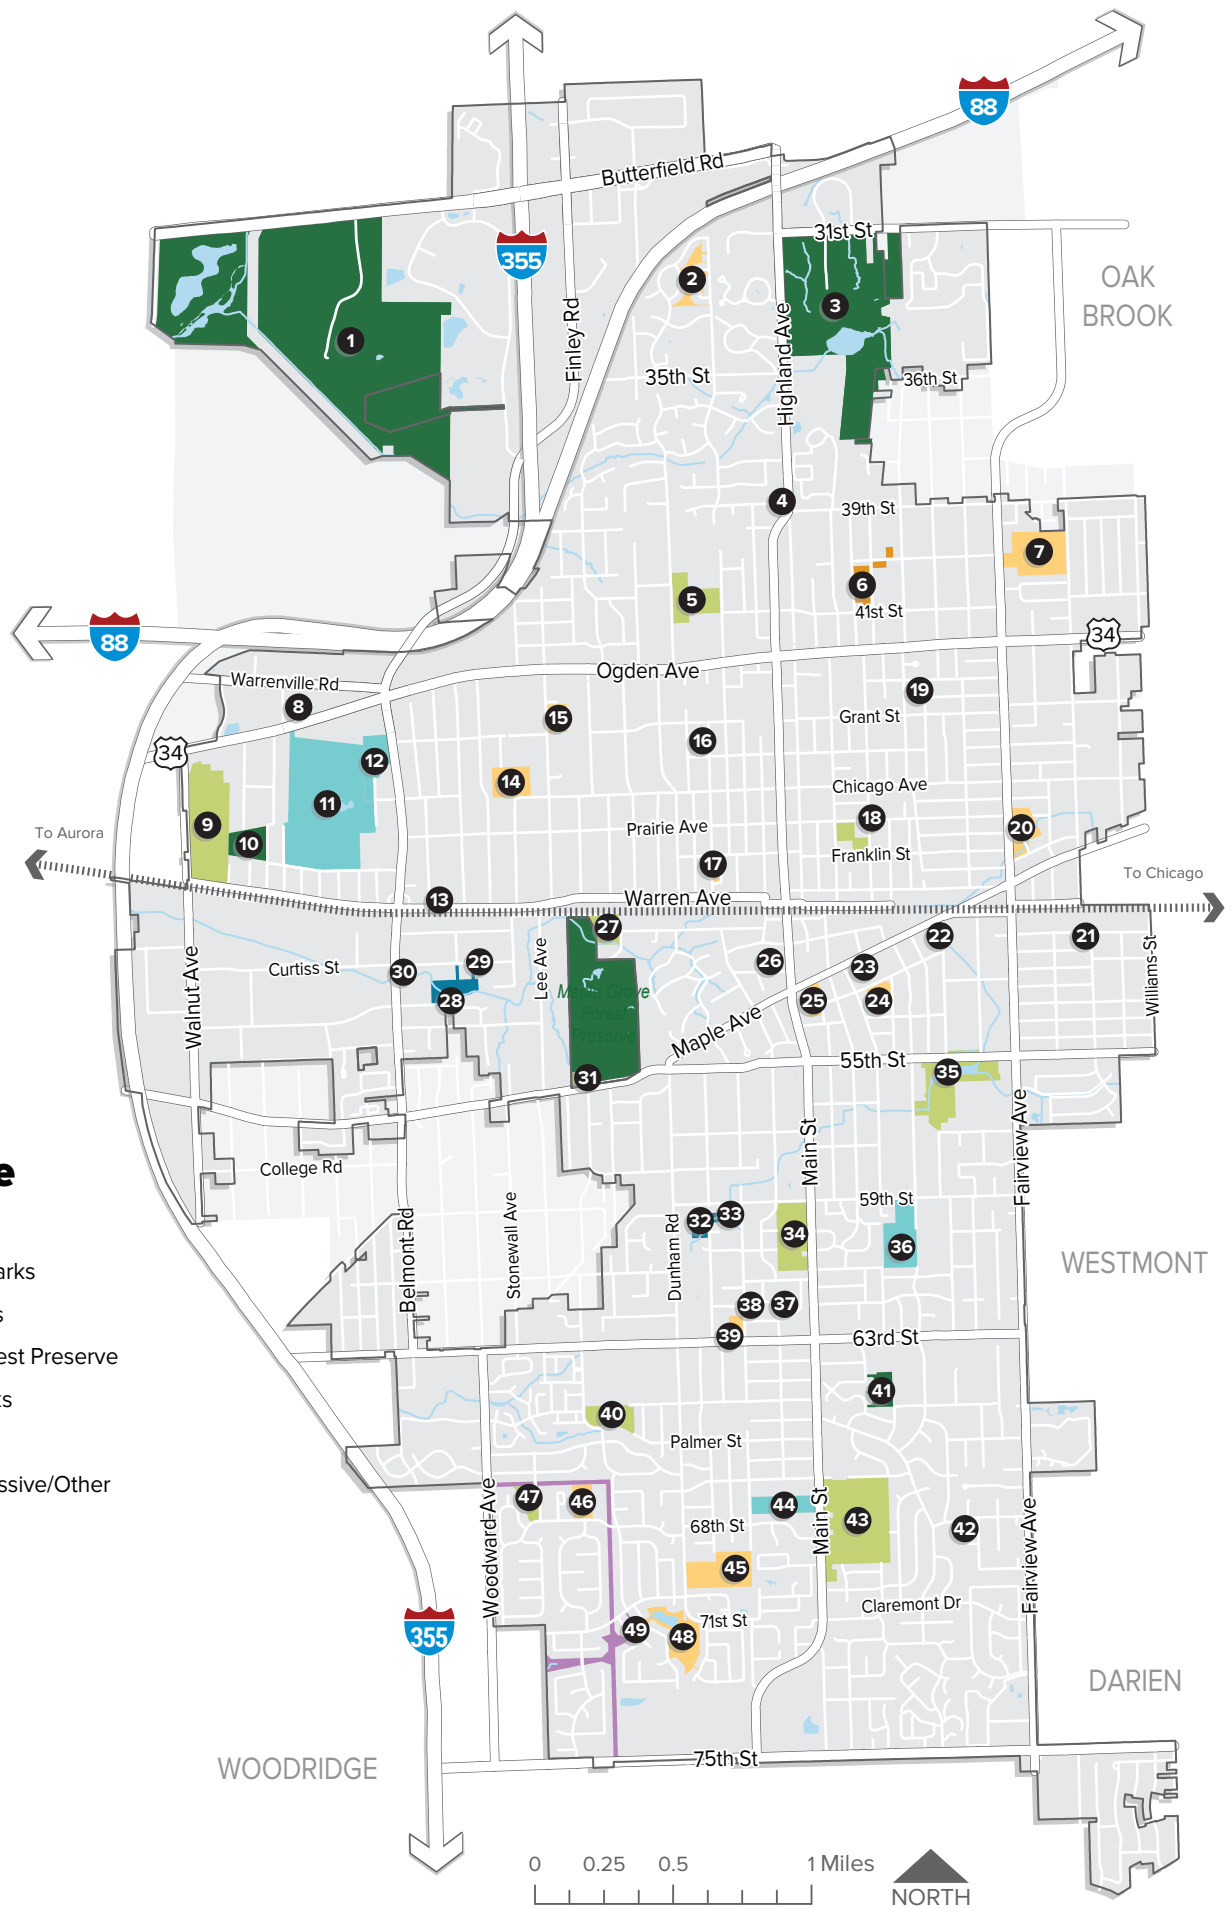 88
Butterfield Rd
31st St
355
OAK
BROOK
2
3
1
Finley Rd
Highland Ave
35th St
36th St
4
39th St
7
6
5
41st St
88
34
Ogden Ave
Warrenville Rd
8
19
15
Grant St
16
34
12
14
Chicago Ave
11
18
9
Prairie Ave
20
To Aurora
10
Franklin St
17
To Chicago
13
Warren Ave
27
22
21
Curtiss St
30
29
Lee Ave
26
23
Williams St
Walnut Ave
28
Maple Grove
Forest
Preserve
25
24
Maple Ave
55th St
31
35
Main St
Fairview Ave
e
College Rd
59th St
Belmont Rd
Stonewall Ave
Dunham Rd
32
33
34
36
WESTMONT
arks
s
38
37
39
63rd St
est Preserve
ts
41
40
Palmer St
ssive/Other
Woodward Ave
47
46
44
Main St
43
68th St
42
Fairview Ave
45
Claremont Dr
355
49
48
71st St
DARIEN
WOODRIDGE
75th St
0
0.25
0.5
1 Miles
NORTH